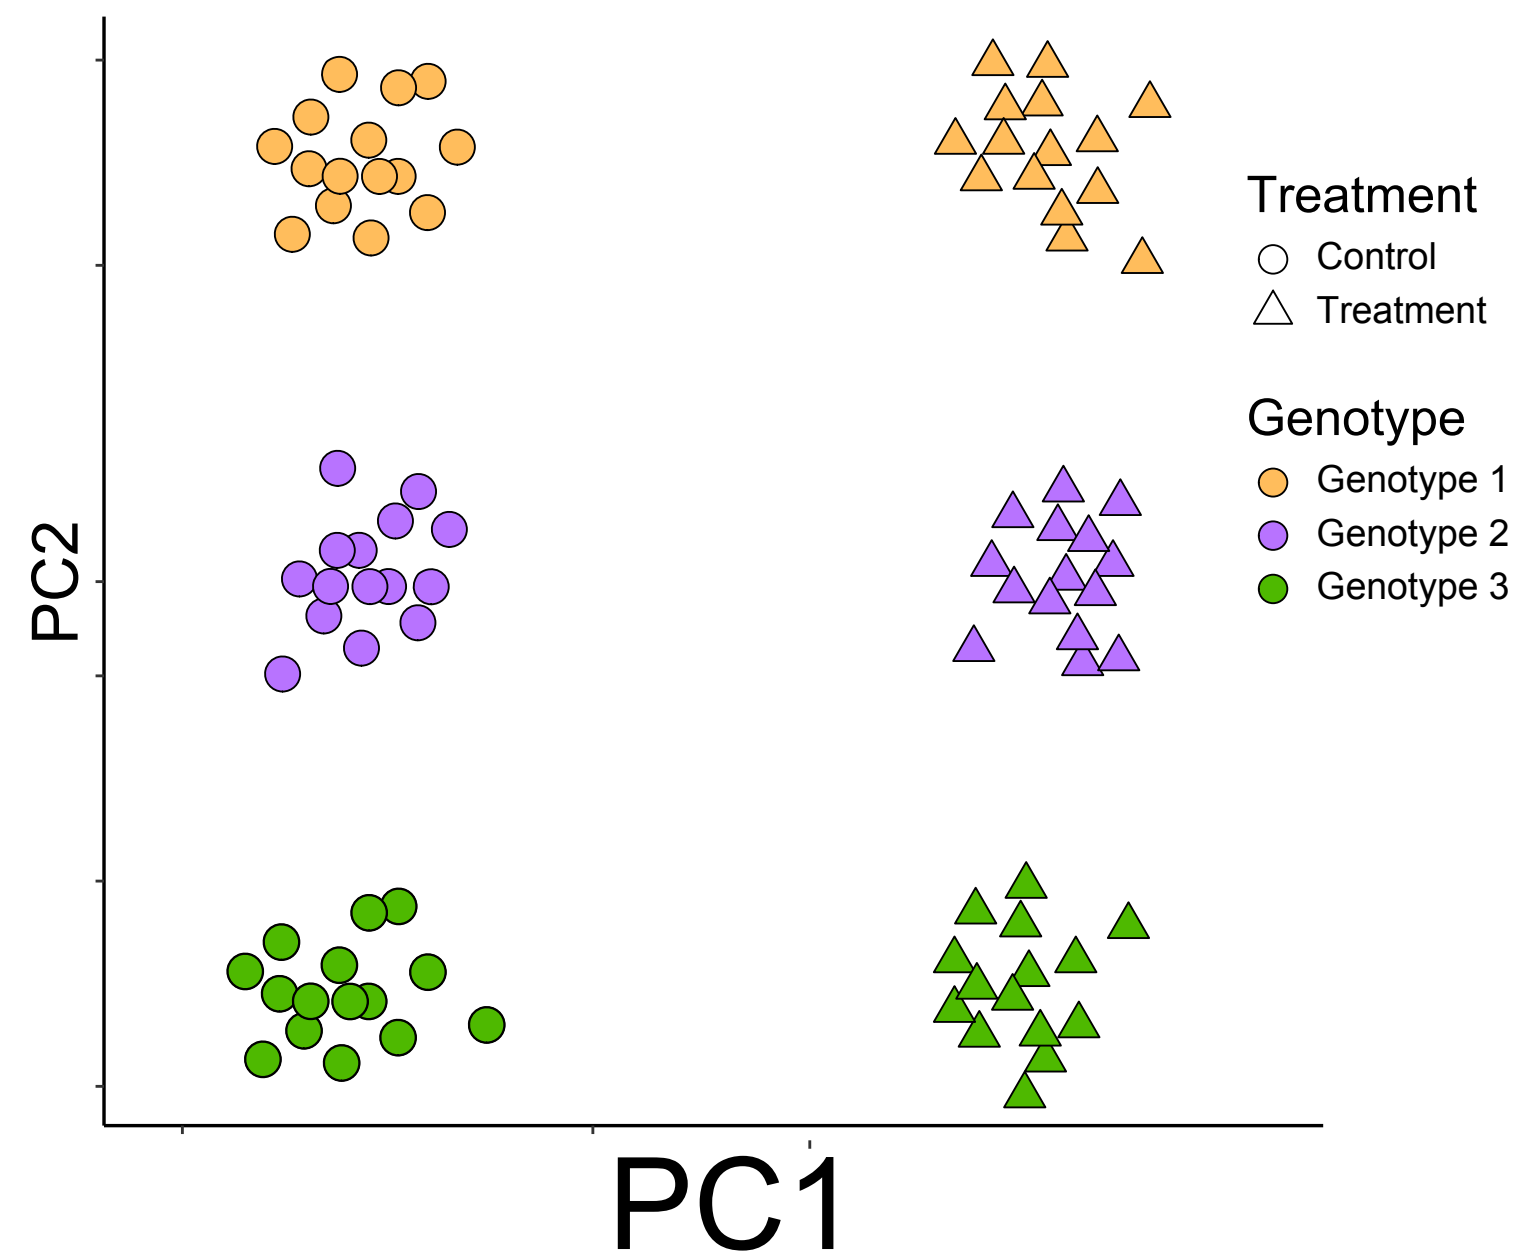 Treatment
Control
Treatment
Genotype
Genotype 1
Genotype 2
Genotype 3
PC2
PC1